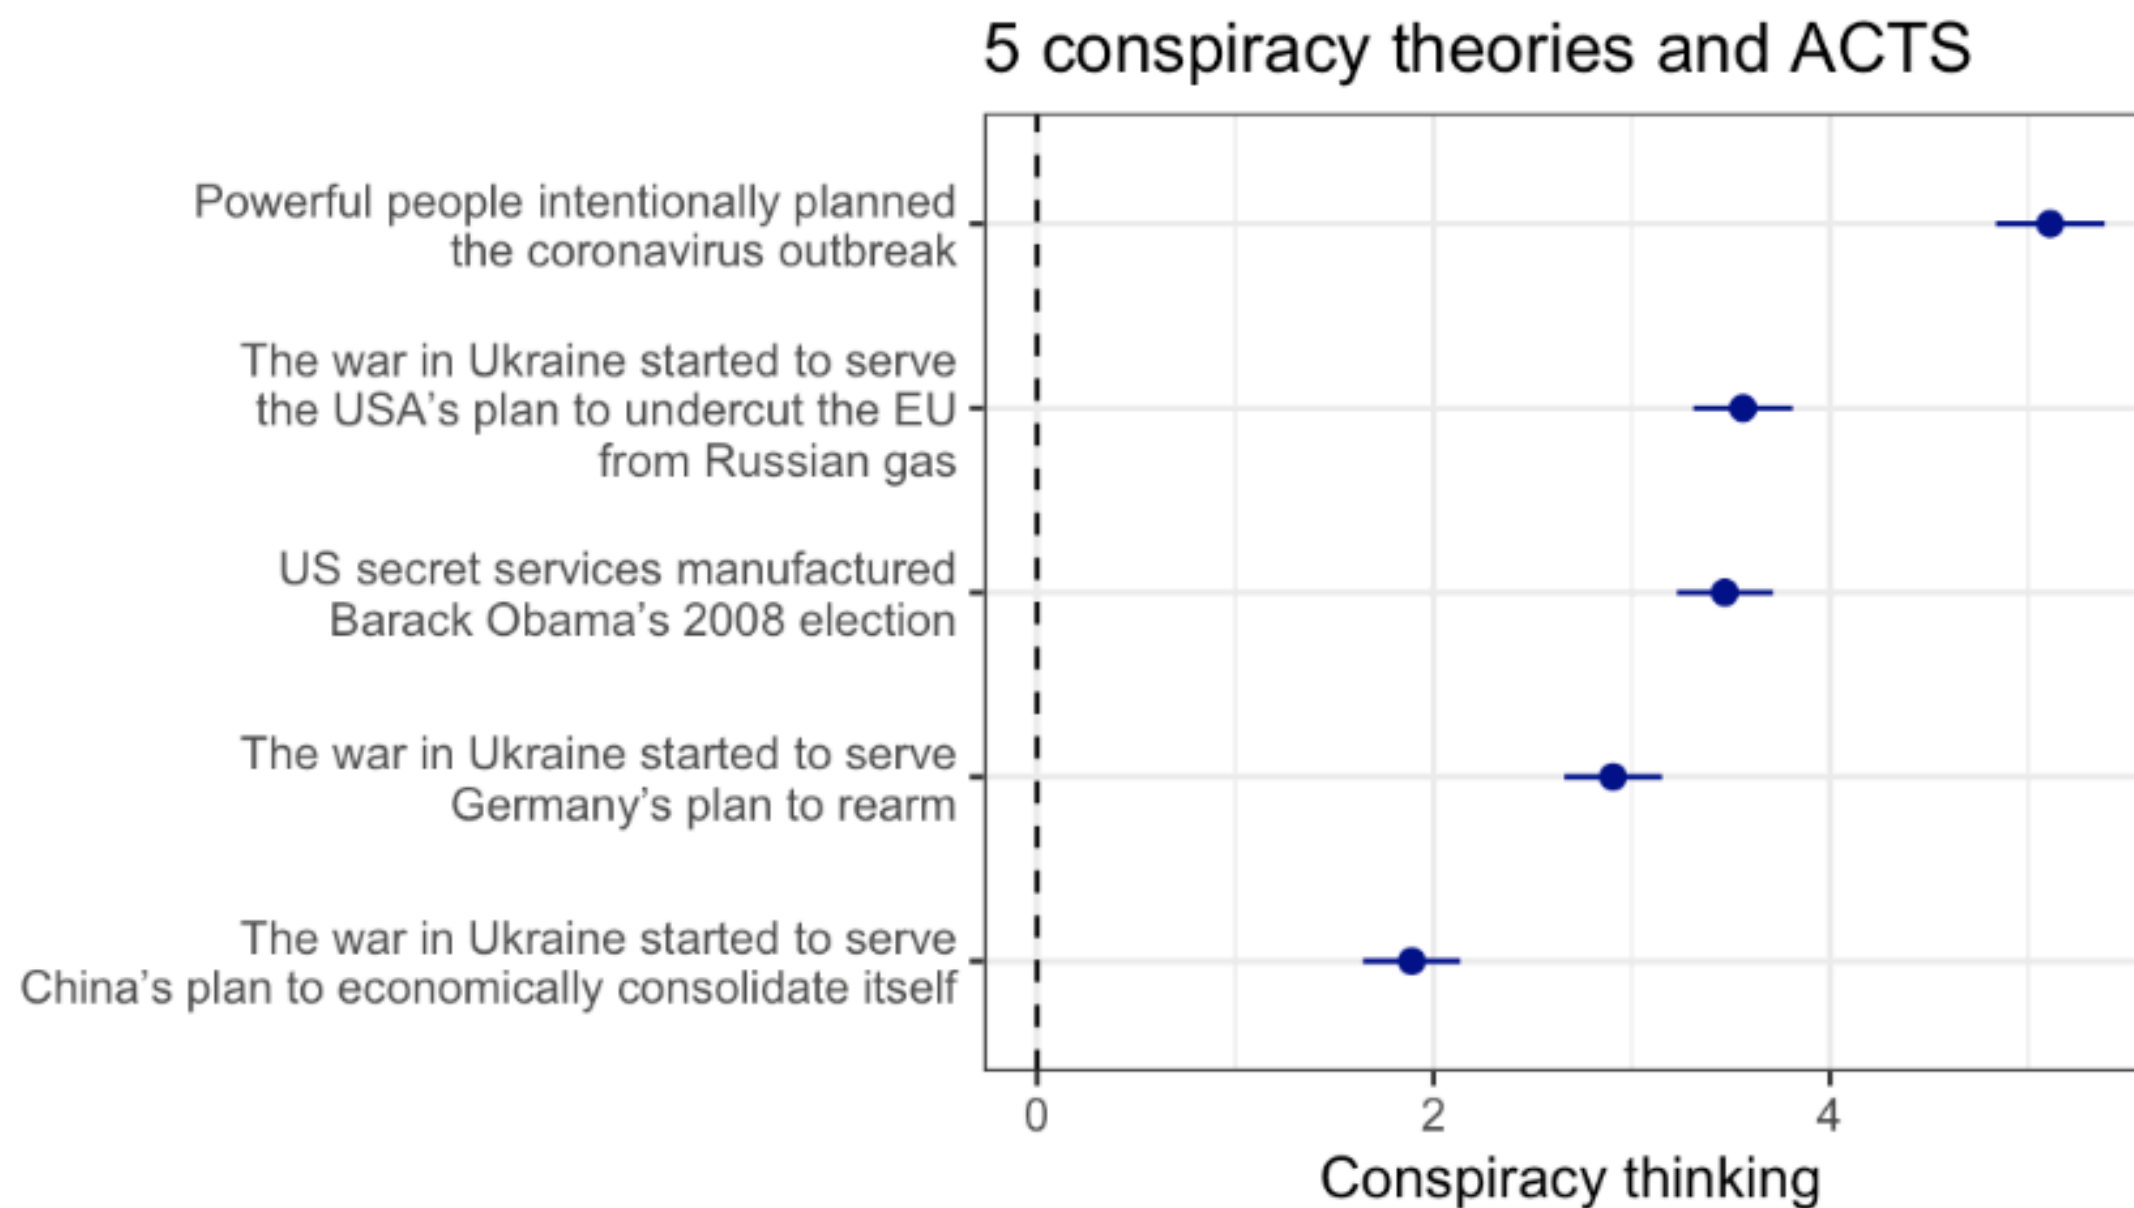 5 conspiracy theories and ACTS
Powerful people intentionally planned
the coronavirus outbreak
The war in Ukraine started to serve
the USA’s plan to undercut the EU
from Russian gas
US secret services manufactured
Barack Obama’s 2008 election
The war in Ukraine started to serve
Germany’s plan to rearm
The war in Ukraine started to serve
China’s plan to economically consolidate itself
0 2 4
Conspiracy thinking